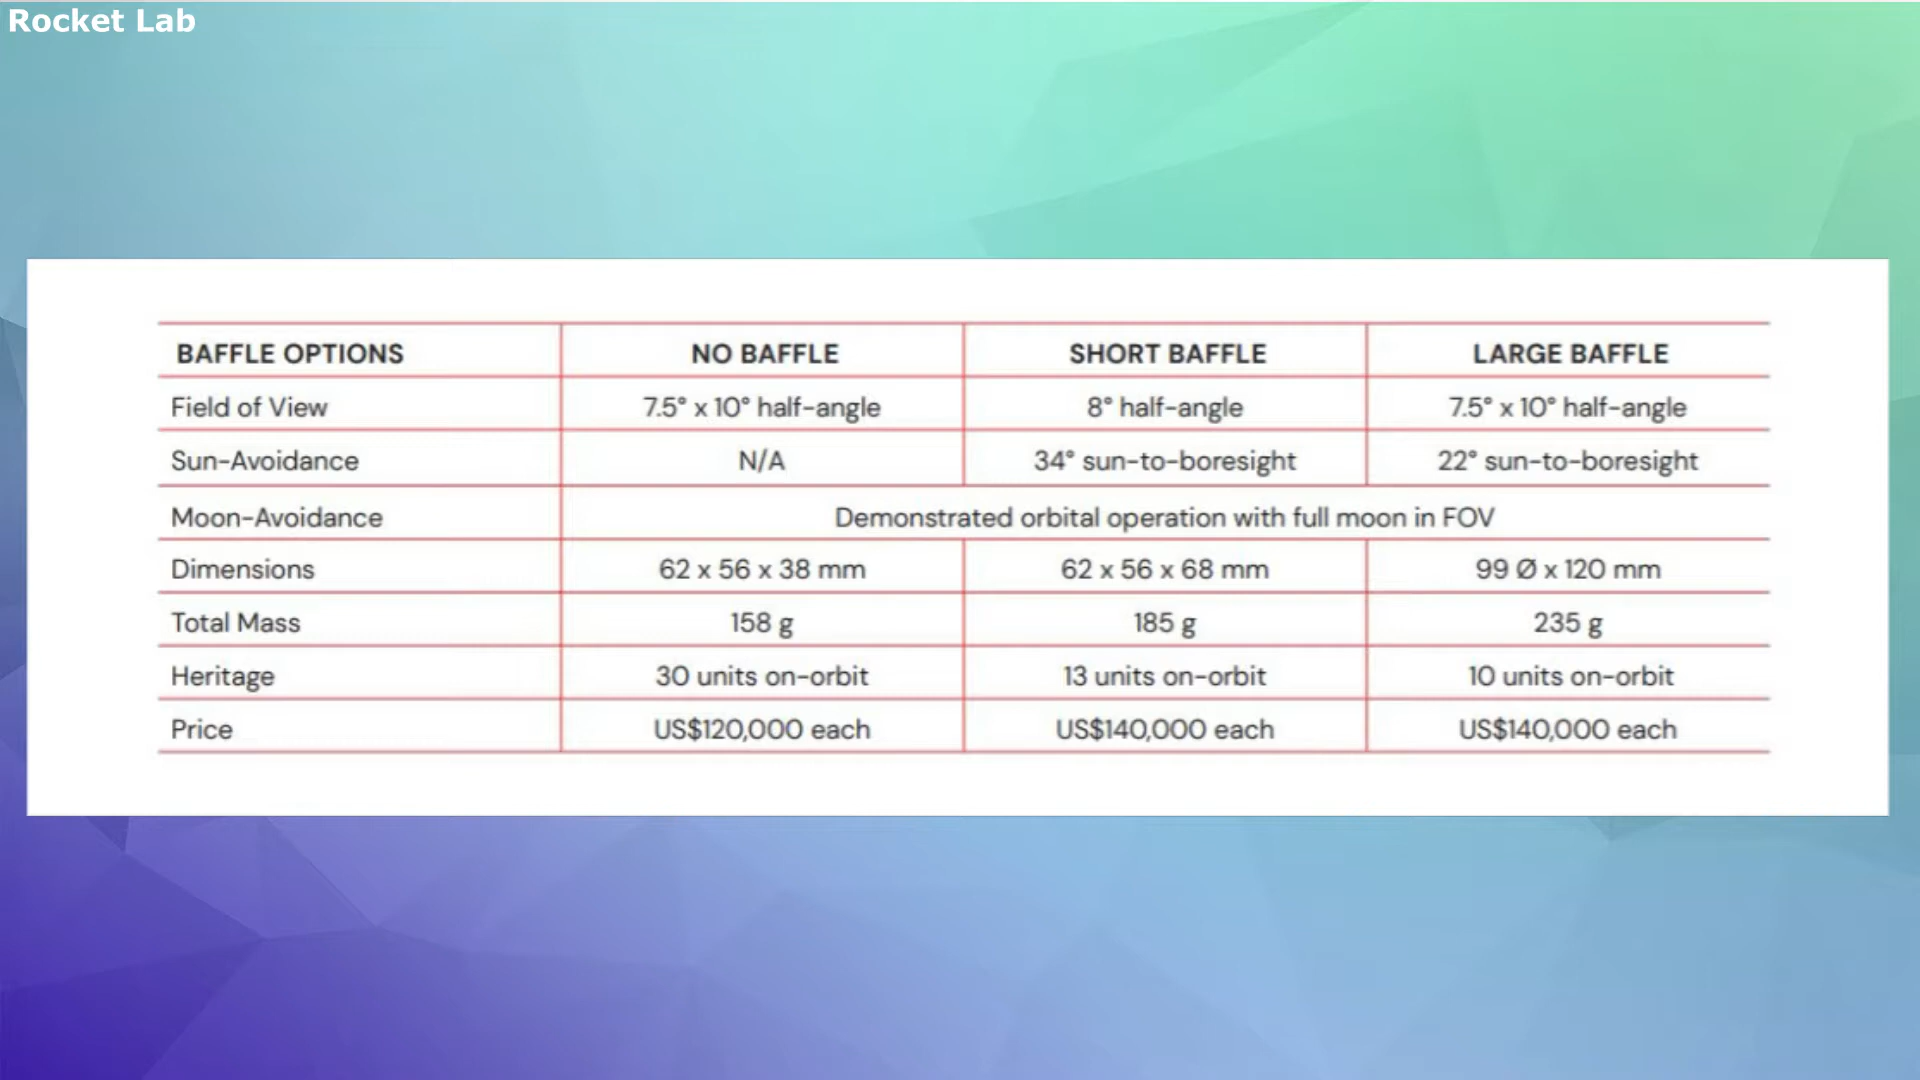 Rocket Lab
BAFFLE OPTIONS NO BAFFLE SHORT BAFFLE LARGE BAFFLE
Field of View 7.5° x 10° half-angle 8° half-angle 7.5° x 10° half-angle
Sun-Avoidance N/A 34° sun-to-boresight 22° sun-to-boresight
Moon-Avoidance Demonstrated orbital operation with full moon in FOV
Dimensions 62 x 56 x 38 mm 62 x 56 x 68 mm 99 Ø x 120 mm
Total Mass 158 g 185 g 235 g
Heritage 30 units on-orbit 13 units on-orbit 10 units on-orbit
Price US$120,000 each US$140,000 each US$140,000 each